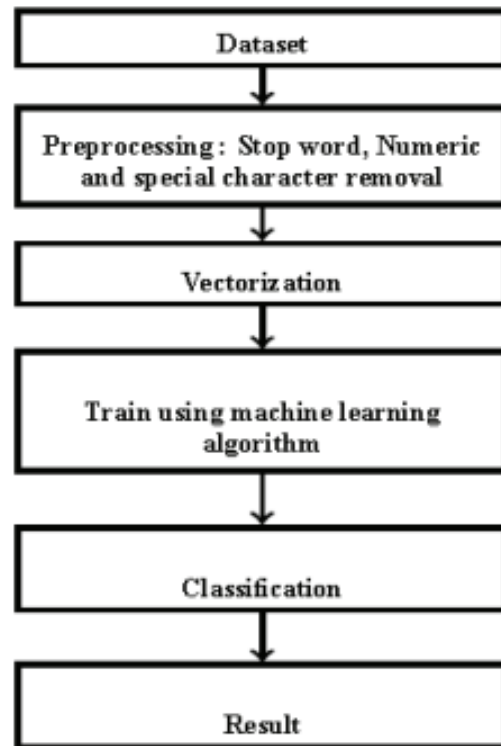 Dataset
Preprocessing: Stop word, Numeric
and special character removal
Vectorization
Train using machine learning
algorithm
Classification
Result